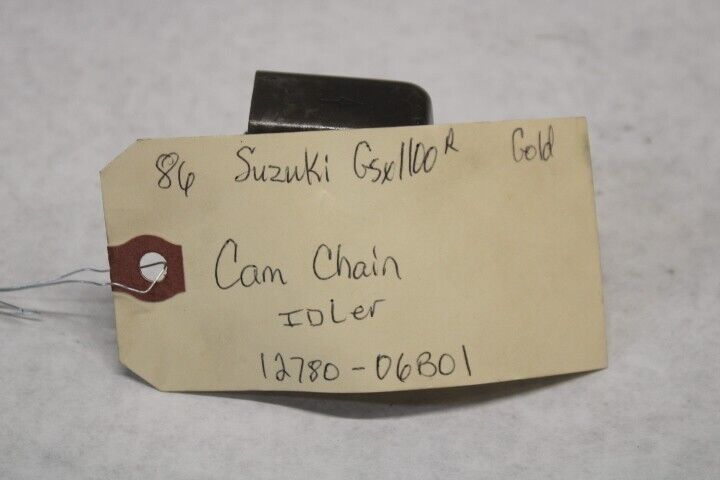 86 Suzuki Gsx1100R Gold
Cam Chain
IDLer
12780-06B01